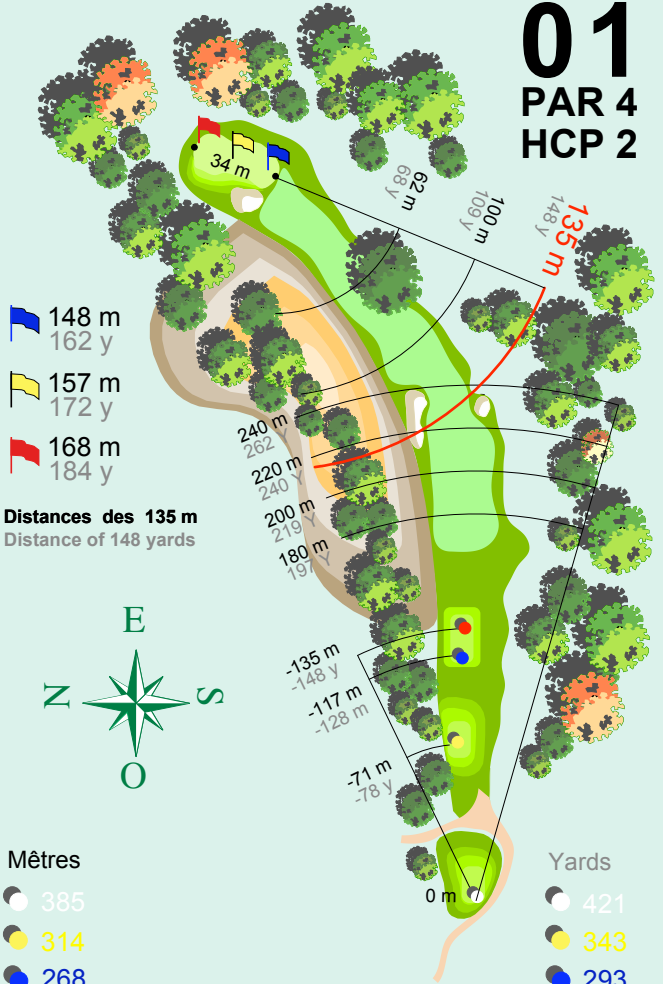 01
PAR 4
HCP 2
34 m
62 m
68 y
100 m
109 y
135 m
148 y
148 m
162 y
157 m
172 y
168 m
184 y
Distances des 135 m
Distance of 148 yards
240 m
262 Y
220 m
240 Y
200 m
219 Y
180 m
197 Y
E
N
S
O
-135 m
-148 y
-117 m
-128 m
-71 m
-78 y
0 m
Mêtres
385
314
268
Yards
421
343
293